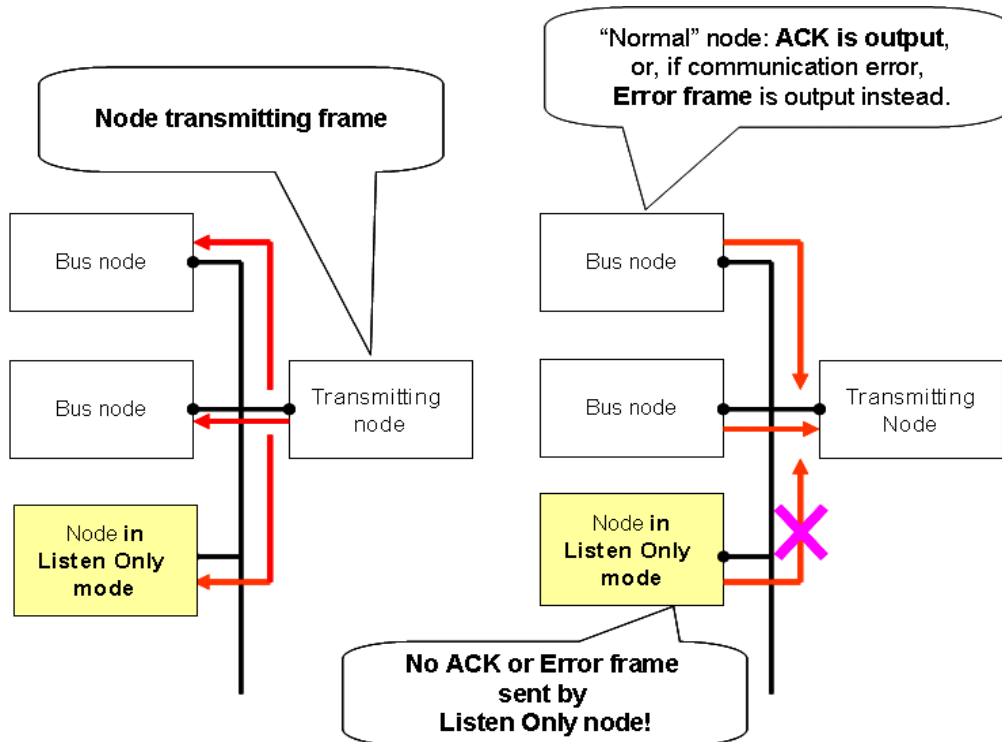 Node transmitting frame
Bus node
Bus node
Transmitting
node
Node in
Listen Only
mode
“Normal” node: ACK is output,
or, if communication error,
Error frame is output instead.
Bus node
Bus node
Transmitting
Node
Node in
Listen Only
mode
No ACK or Error frame
sent by
Listen Only node!